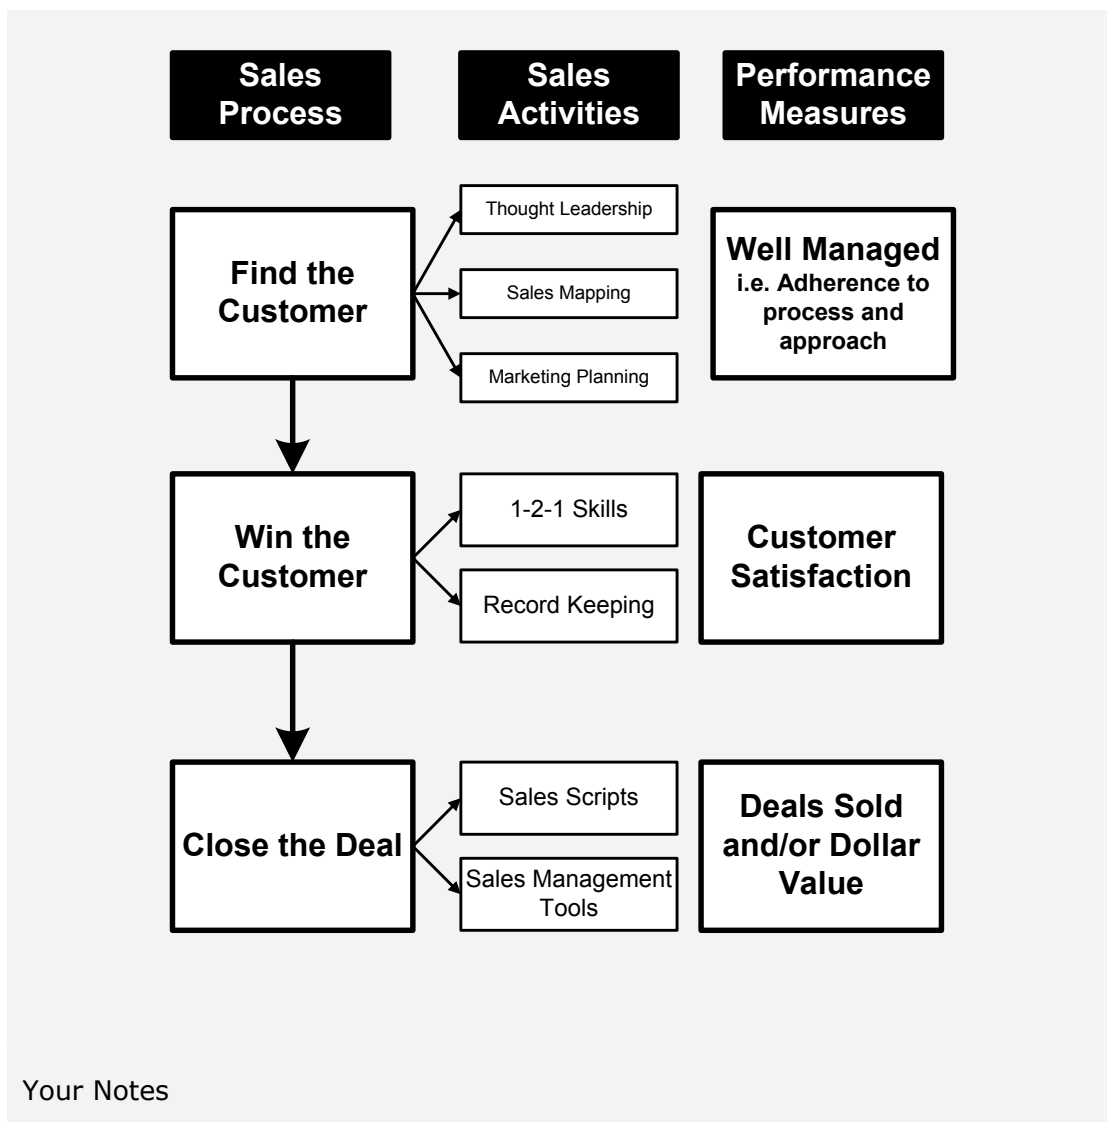 Sales
Process
Sales
Activities
Performance
Measures
Find the
Customer
Thought Leadership
Sales Mapping
Marketing Planning
Well Managed
i.e. Adherence to
process and
approach
Win the
Customer
1-2-1 Skills
Record Keeping
Customer
Satisfaction
Close the Deal
Sales Scripts
Sales Management
Tools
Deals Sold
and/or Dollar
Value
Your Notes